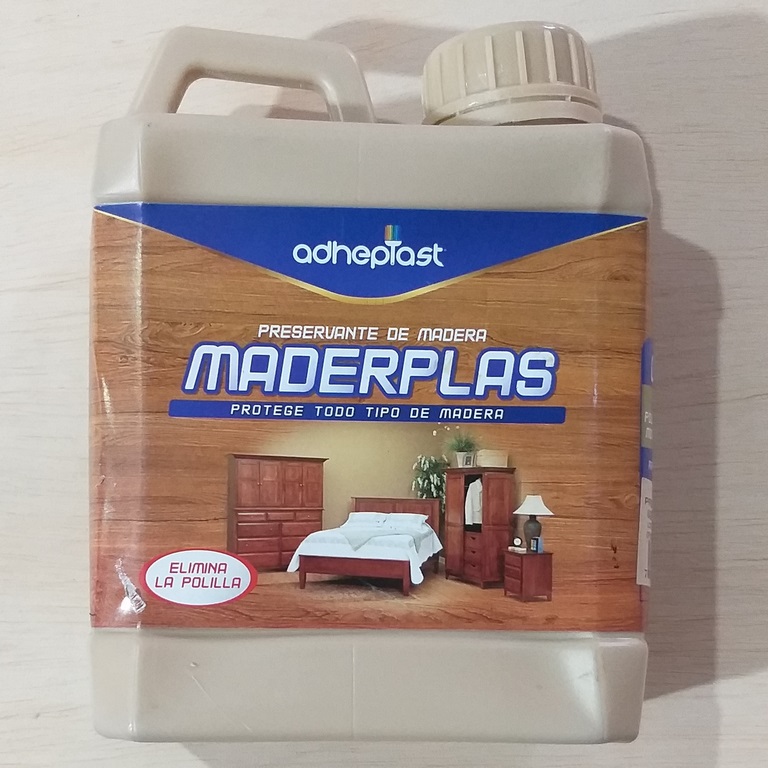 adheplast
PRESERVANTE DE MADERA
MADERPLAS
PROTEGE TODO TIPO DE MADERA
ELIMINA
LA POLILLA